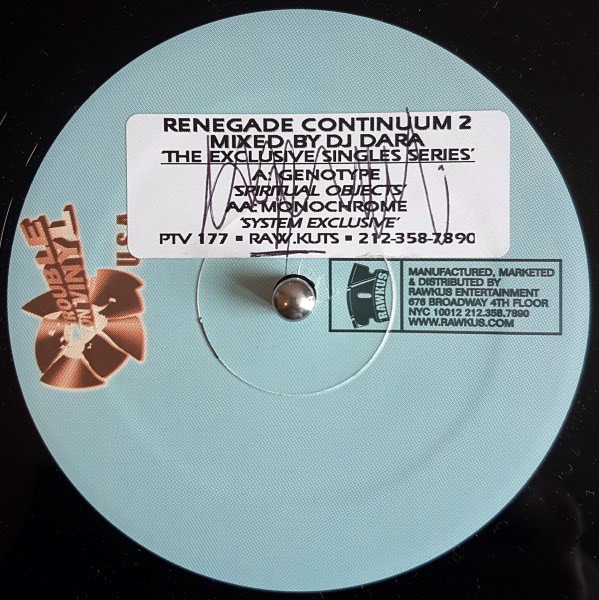 RENEGADE CONTINUUM 2
MIXED BY DJ DARA
'THE EXCLUSIVE SINGLES SERIES'
A: GENOTYPE
'SPIRITUAL OBJECTS'
AA: MONOCHROME
'SYSTEM EXCLUSIVE'
PTV 177 ▪ RAW.KUTS ▪ 212-358-7890
TROUBLE
ON VINYL
USA
RAWKUS
MANUFACTURED, MARKETED
& DISTRIBUTED BY
RAWKUS ENTERTAINMENT
676 BROADWAY 4TH FLOOR
NYC 10012 212.358.7890
WWW.RAWKUS.COM